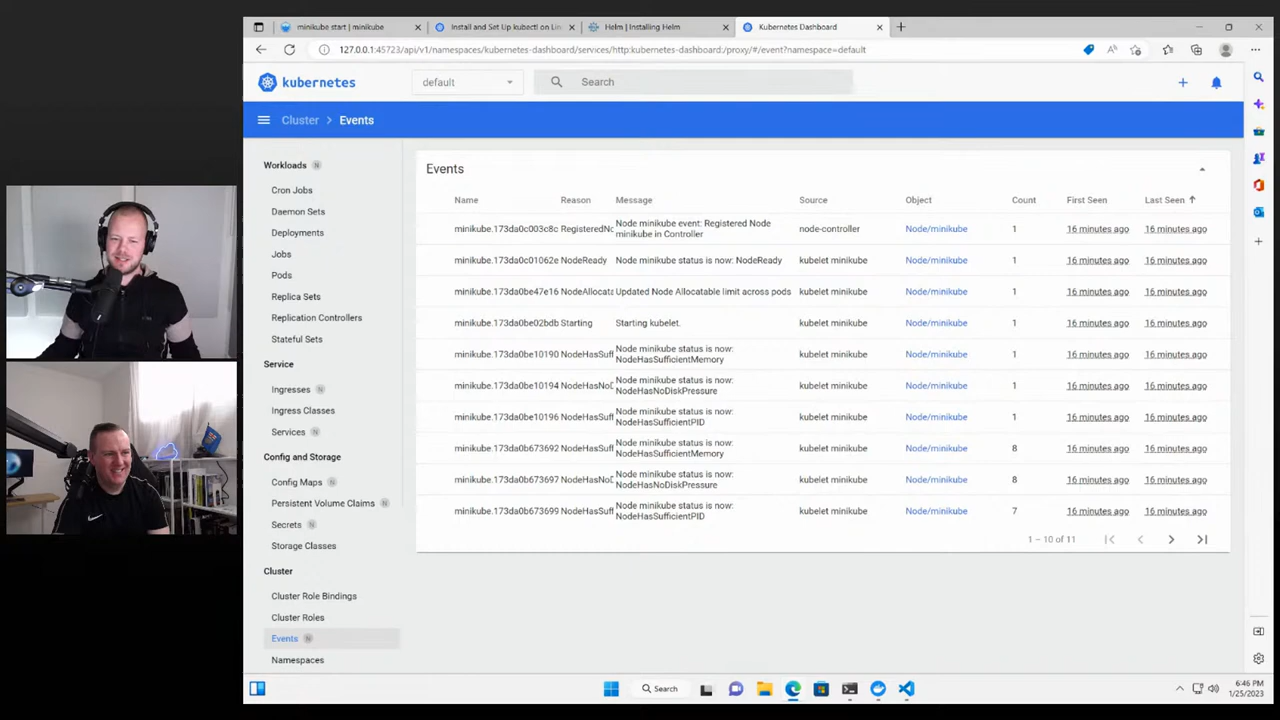 minikube start | minikube
Install and Set Up kubectl on Lin
Helm | Installing Helm
Kubernetes Dashboard
127.0.0.1:45723/api/v1/namespaces/kubernetes-dashboard/services/http:kubernetes-dashboard:/proxy/#/event?namespace=default
kubernetes
default
Search
Cluster > Events
Workloads N
Cron Jobs
Daemon Sets
Deployments
Jobs
Pods
Replica Sets
Replication Controllers
Stateful Sets
Service
Ingresses N
Ingress Classes
Services N
Config and Storage
Config Maps N
Persistent Volume Claims N
Secrets N
Storage Classes
Cluster
Cluster Role Bindings
Cluster Roles
Events N
Namespaces
Events
Name Reason Message Source Object Count First Seen Last Seen
minikube.173da0c003c8c RegisteredNo Node minikube event: Registered Node minikube in Controller node-controller Node/minikube 1 16 minutes ago 16 minutes ago
minikube.173da0c01062e NodeReady Node minikube status is now: NodeReady kubelet minikube Node/minikube 1 16 minutes ago 16 minutes ago
minikube.173da0be47e16 NodeAllocata Updated Node Allocatable limit across pods kubelet minikube Node/minikube 1 16 minutes ago 16 minutes ago
minikube.173da0be02bdb Starting Starting kubelet. kubelet minikube Node/minikube 1 16 minutes ago 16 minutes ago
minikube.173da0be10190 NodeHasSuff Node minikube status is now: NodeHasSufficientMemory kubelet minikube Node/minikube 1 16 minutes ago 16 minutes ago
minikube.173da0be10194 NodeHasNoD Node minikube status is now: NodeHasNoDiskPressure kubelet minikube Node/minikube 1 16 minutes ago 16 minutes ago
minikube.173da0be10196 NodeHasSuff Node minikube status is now: NodeHasSufficientPID kubelet minikube Node/minikube 1 16 minutes ago 16 minutes ago
minikube.173da0b673692 NodeHasSuff Node minikube status is now: NodeHasSufficientMemory kubelet minikube Node/minikube 8 16 minutes ago 16 minutes ago
minikube.173da0b673697 NodeHasNoD Node minikube status is now: NodeHasNoDiskPressure kubelet minikube Node/minikube 8 16 minutes ago 16 minutes ago
minikube.173da0b673699 NodeHasSuff Node minikube status is now: NodeHasSufficientPID kubelet minikube Node/minikube 7 16 minutes ago 16 minutes ago
1 – 10 of 11
Search
6:46 PM
1/25/2023